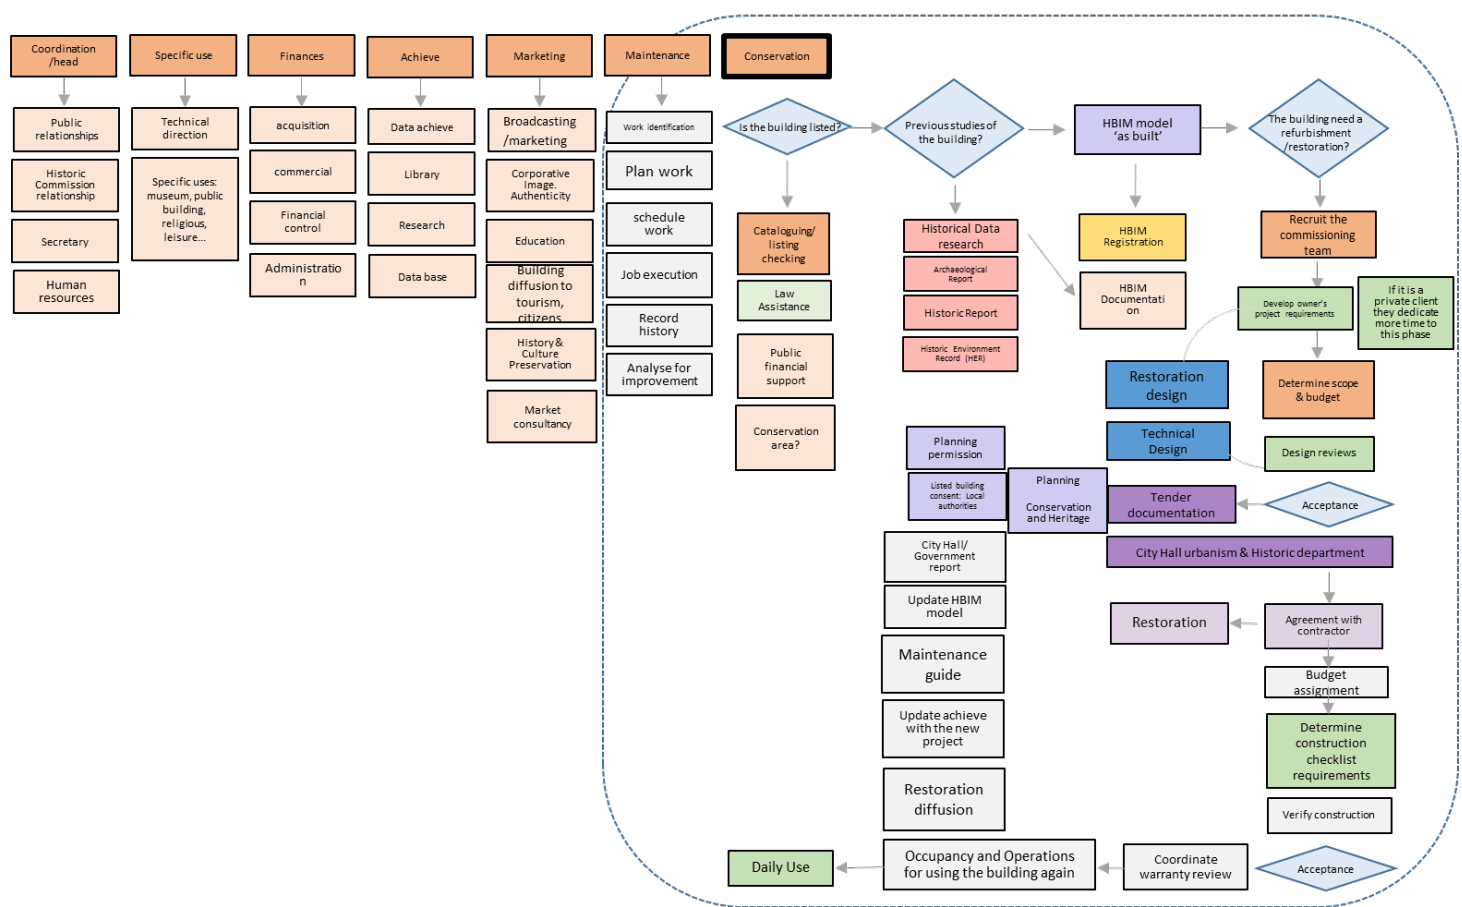 Coordination
/head
Specific use
Finances
Achieve
Marketing
Maintenance
Conservation
Public
relationships
Historic
Commission
relationship
Secretary
Human
resources
Technical
direction
Specific uses:
museum, public
building,
religious,
leisure...
acquisition
commercial
Financial
control
Administratio
n
Data achieve
Library
Research
Data base
Broadcasting
/marketing
Corporative
Image.
Authenticity
Education
Building
diffusion to
tourism,
citizens
History &
Culture
Preservation
Market
consultancy
Work identification
Plan work
schedule
work
Job execution
Record
history
Analyse for
improvement
Is the building listed?
Cataloguing/
listing
checking
Law
Assistance
Public
financial
support
Conservation
area?
Previous studies of
the building?
Historical Data
research
Archaeological
Report
Historic Report
Historic Environment
Record (HER)
HBIM model
‘as built’
HBIM
Registration
HBIM
Documentati
on
The building need a
refurbishment
/restoration?
Recruit the
commissioning
team
Develop owner's
project requirements
If it is a
private client
they dedicate
more time to
this phase
Restoration
design
Determine scope
& budget
Technical
Design
Design reviews
Planning
permission
Listed building
consent: Local
authorities
Planning
Conservation
and Heritage
Tender
documentation
Acceptance
City Hall urbanism & Historic department
City Hall/
Government
report
Update HBIM
model
Maintenance
guide
Update achieve
with the new
project
Restoration
diffusion
Restoration
Agreement with
contractor
Budget
assignment
Determine
construction
checklist
requirements
Verify construction
Daily Use
Occupancy and Operations
for using the building again
Coordinate
warranty review
Acceptance